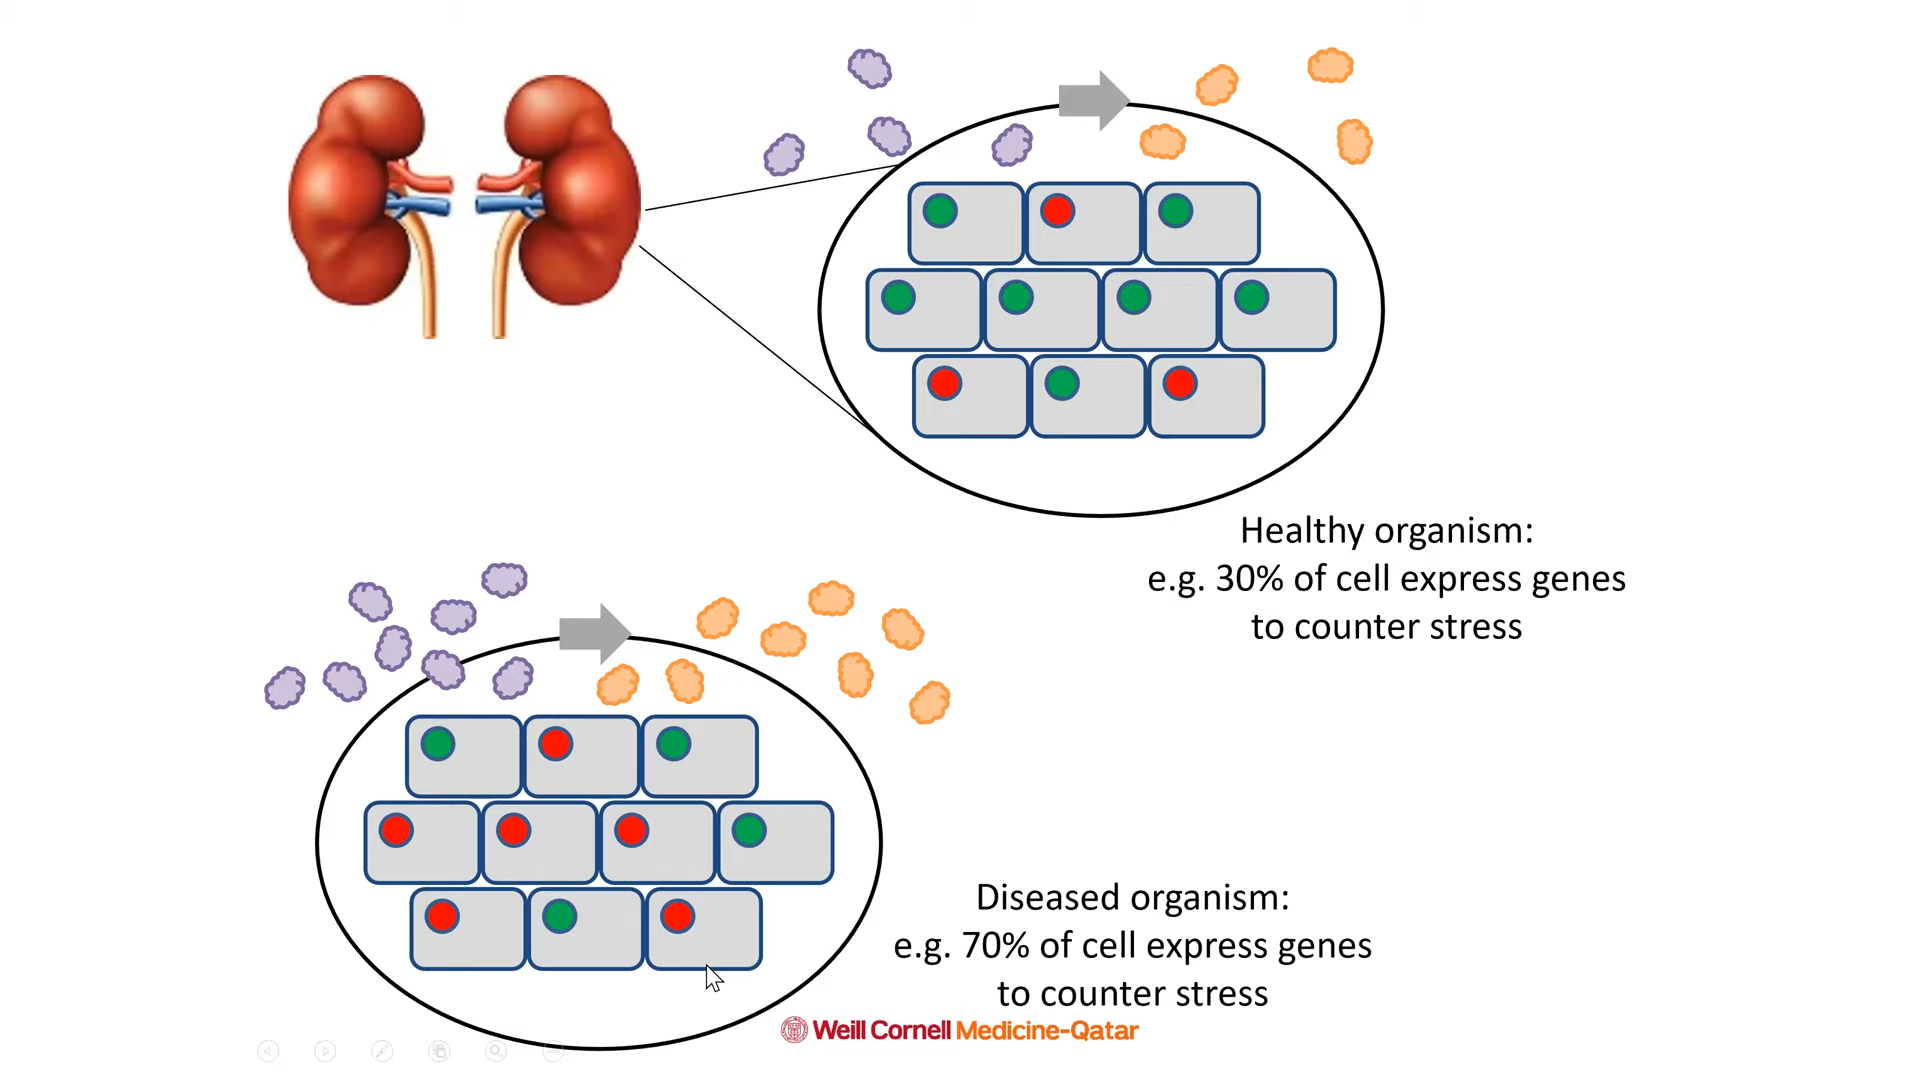 Healthy organism:
e.g. 30% of cell express genes
to counter stress
Diseased organism:
e.g. 70% of cell express genes
to counter stress
Weill Cornell Medicine-Qatar